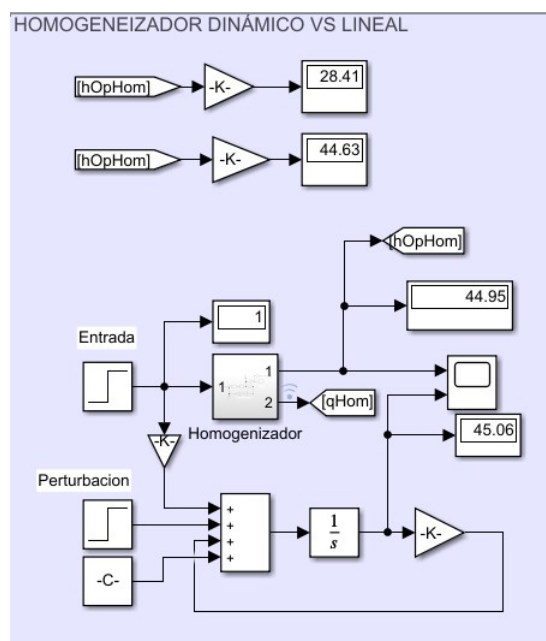 HOMOGENEIZADOR DINÁMICO VS LINEAL
[hOpHom]
-K-
28.41
[hOpHom]
-K-
44.63
[hOpHom]
44.95
1
Entrada
1
1
2
[qHom]
Homogenizador
-K-
45.06
Perturbacion
+
+
+
+
1
s
-K-
-C-